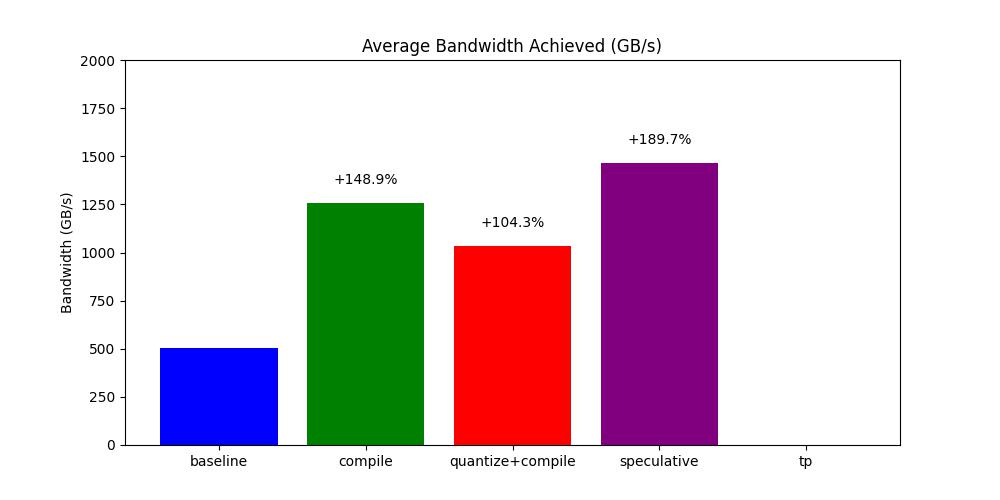 Average Bandwidth Achieved (GB/s)
Bandwidth (GB/s)
2000
1750
1500
1250
1000
750
500
250
0
+148.9%
+104.3%
+189.7%
baseline
compile
quantize+compile
speculative
tp